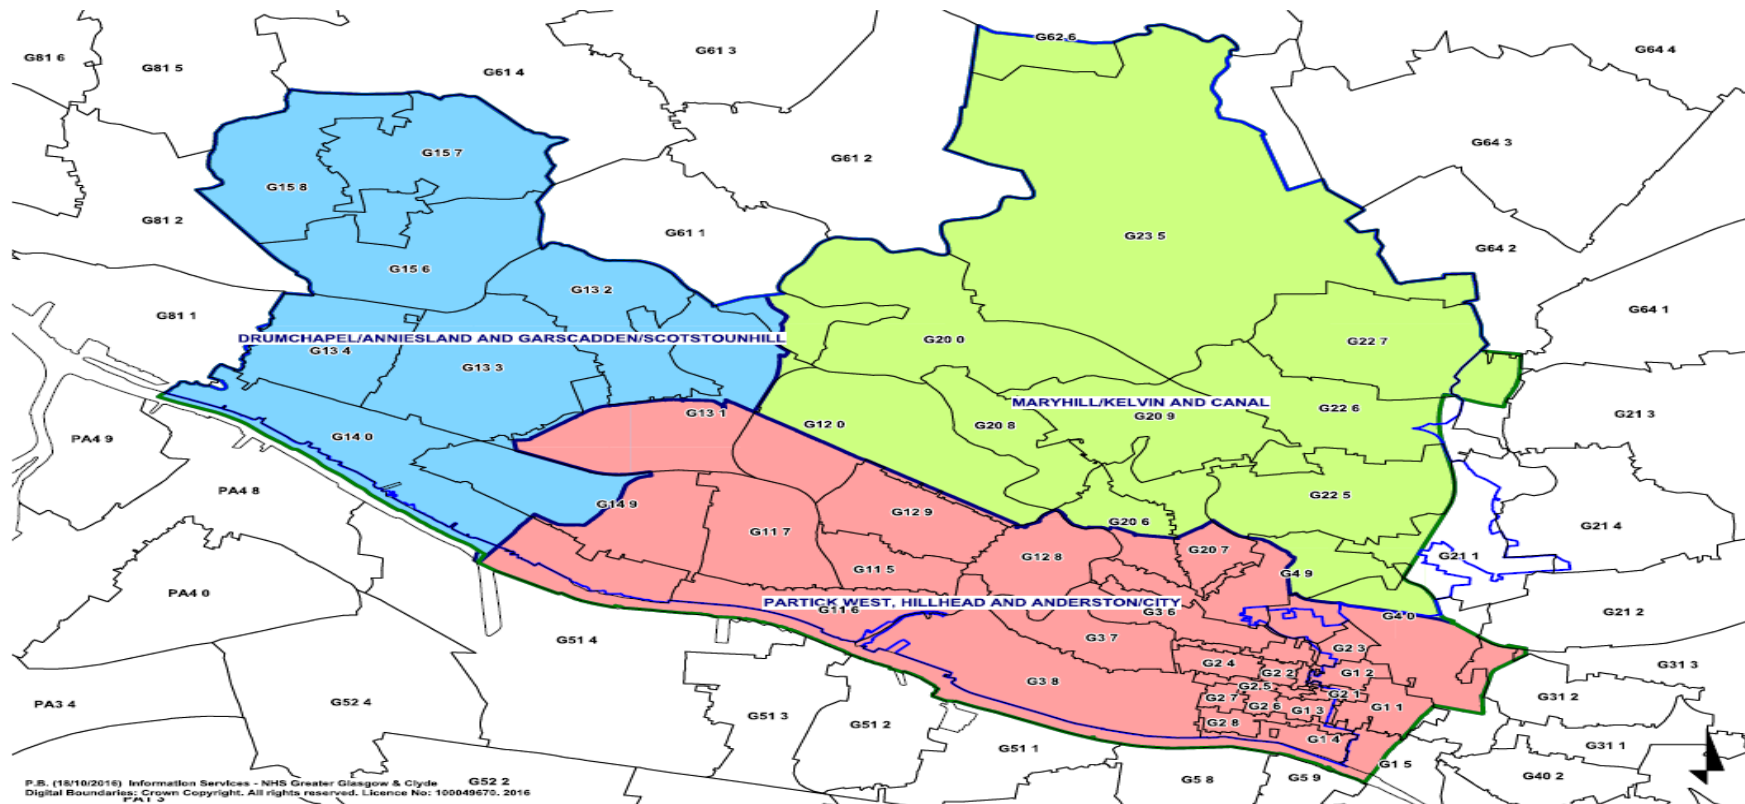 G62 6
G61 3
G64 4
G81 6
G81 5
G61 4
G64 3
G15 7
G61 2
G15 8
G81 2
G61 1
G23 5
G64 2
G15 6
G13 2
G81 1
G64 1
DRUMCHAPEL/ANNIESLAND AND GARSCADDEN/SCOTSTOUNHILL
G20 0
G22 7
G13 4
G13 3
MARYHILL/KELVIN AND CANAL
G22 6
G13 1
G20 9
G21 3
G12 0
G20 8
PA4 9
G14 0
PA4 8
G22 5
G14 9
G12 9
G20 6
G21 4
G11 7
G12 8
G20 7
G21 1
G11 5
G4 9
PA4 0
PARTICK WEST, HILLHEAD AND ANDERSTON/CITY
G11 6
G3 6
G4 0
G21 2
G51 4
G3 7
G2 3
G2 4
G2 2
G1 2
G31 3
G3 8
G2 5
G2 1
G31 2
PA3 4
G52 4
G2 7
G2 6
G1 3
G1 1
G51 3
G51 2
G2 8
G1 4
G51 1
G31 1
G1 5
G5 8
G5 9
G40 2
G52 2
P.B. (18/10/2016) Information Services - NHS Greater Glasgow & Clyde
Digital Boundaries: Crown Copyright. All rights reserved. Licence No: 100049670. 2016